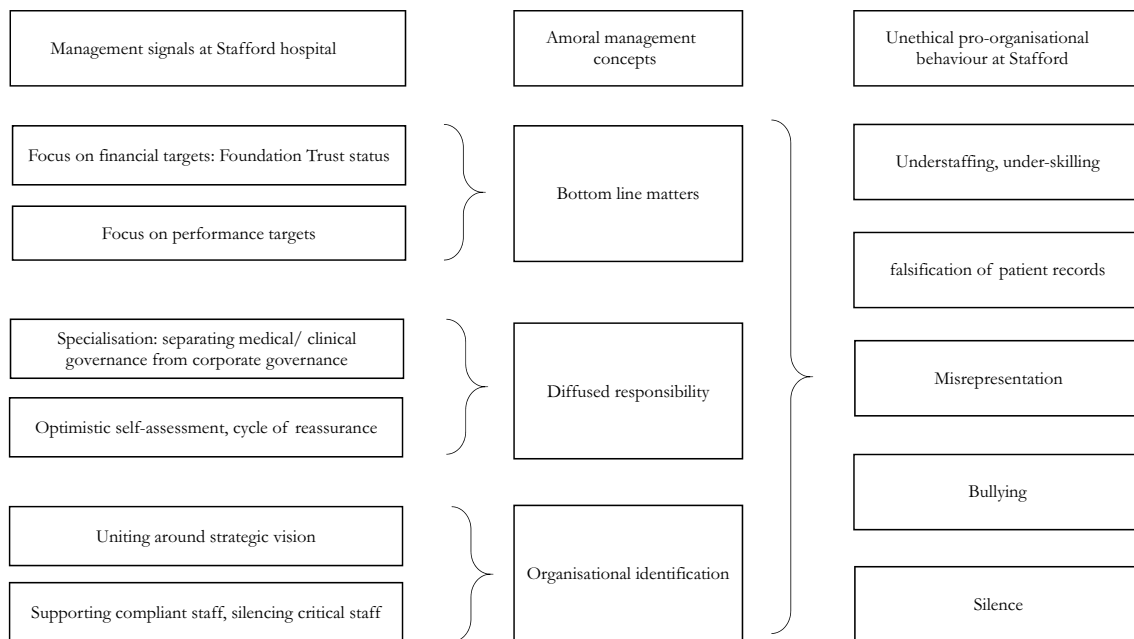 Management signals at Stafford hospital
Amoral management
concepts
Unethical pro-organisational
behaviour at Stafford
Focus on financial targets: Foundation Trust status
Focus on performance targets
Bottom line matters
Understaffing, under-skilling
falsification of patient records
Specialisation: separating medical/ clinical
governance from corporate governance
Optimistic self-assessment, cycle of reassurance
Diffused responsibility
Misrepresentation
Bullying
Uniting around strategic vision
Supporting compliant staff, silencing critical staff
Organisational identification
Silence